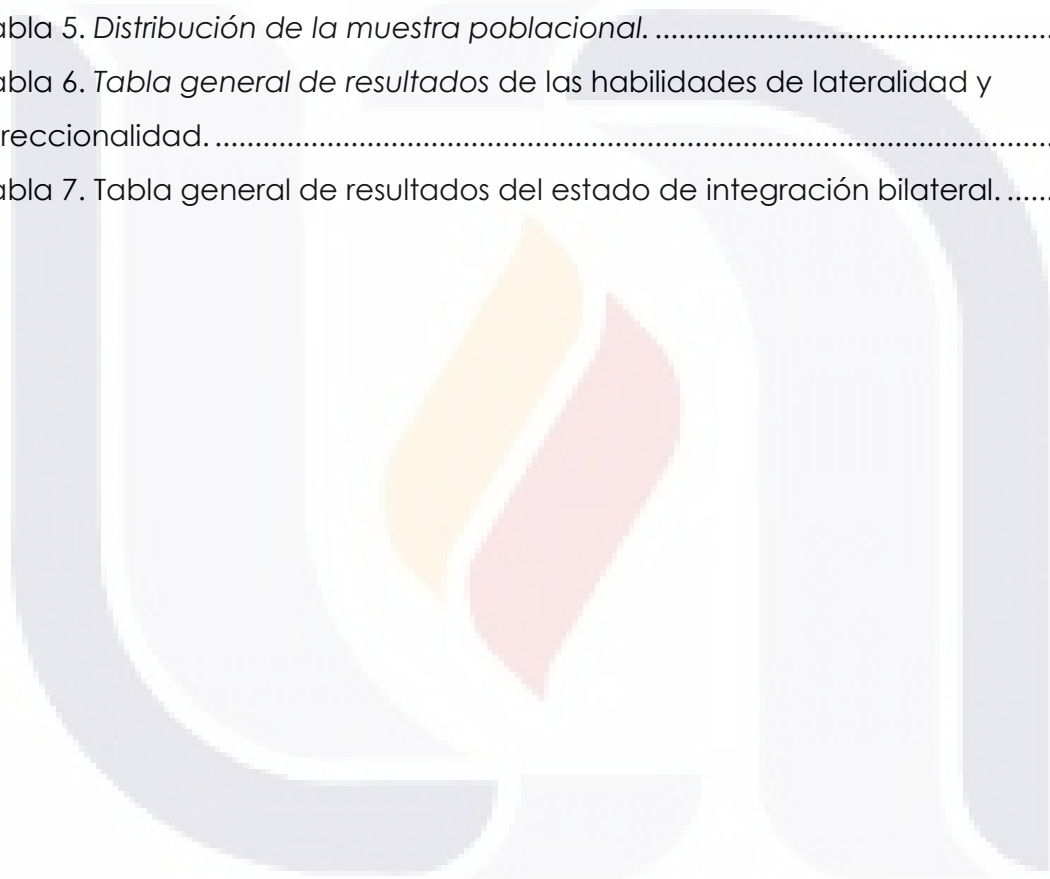 abla 5. Distribución de la muestra poblacional. ................................................
abla 6. Tabla general de resultados de las habilidades de lateralidad y
reccionalidad. ....................................................................................................
abla 7. Tabla general de resultados del estado de integración bilateral. ......